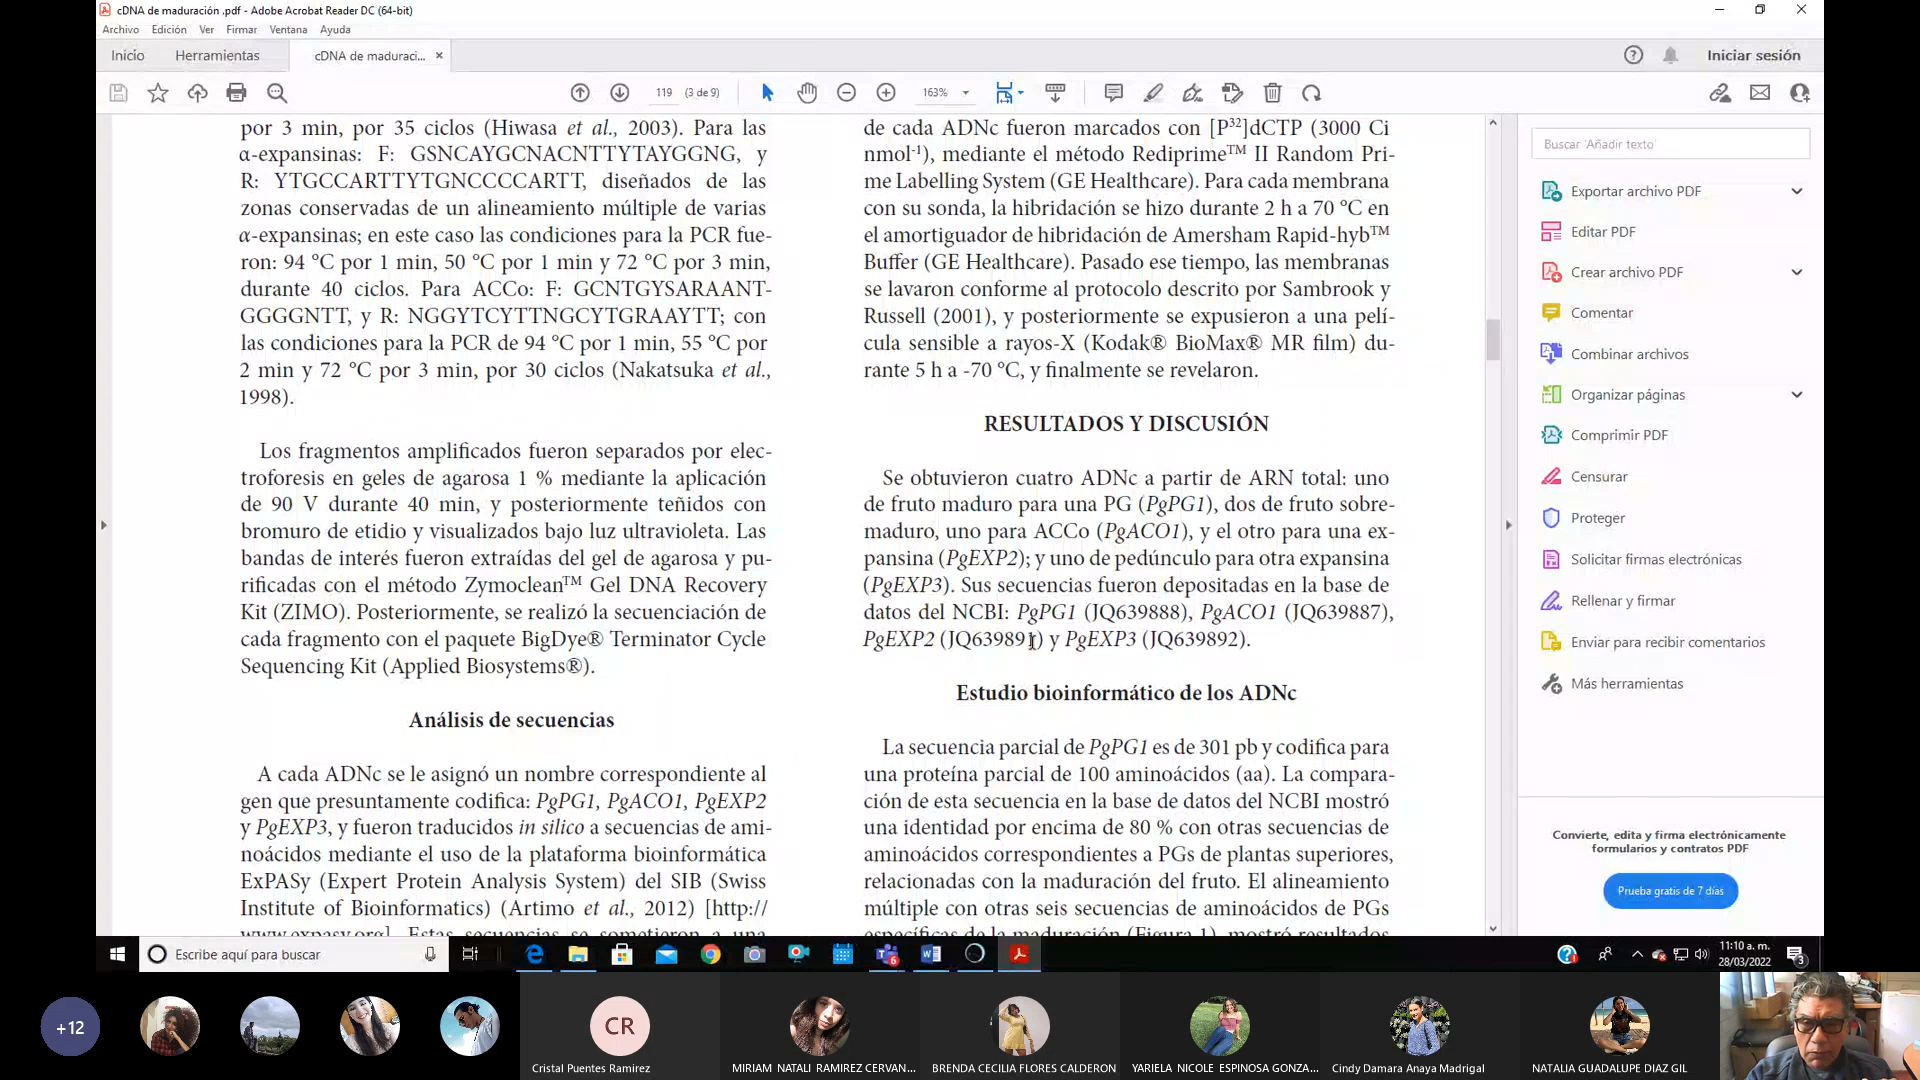 cDNA de maduración .pdf - Adobe Acrobat Reader DC (64-bit)
Archivo Edición Ver Firmar Ventana Ayuda
Inicio Herramientas cDNA de maduraci... × Iniciar sesión
119 (3 de 9) 163%
por 3 min, por 35 ciclos (Hiwasa et al., 2003). Para las
α-expansinas: F: GSNCAYGCNACNTTYTAYGGNG, y
R: YTGCCARTTYTGNCCCCARTT, diseñados de las
zonas conservadas de un alineamiento múltiple de varias
α-expansinas; en este caso las condiciones para la PCR fue-
ron: 94 ºC por 1 min, 50 ºC por 1 min y 72 ºC por 3 min,
durante 40 ciclos. Para ACCo: F: GCNTGYSARAANT-
GGGGNTT, y R: NGGYTCYTTNGCYTGRAAYTT; con
las condiciones para la PCR de 94 ºC por 1 min, 55 ºC por
2 min y 72 ºC por 3 min, por 30 ciclos (Nakatsuka et al.,
1998).
Los fragmentos amplificados fueron separados por elec-
troforesis en geles de agarosa 1 % mediante la aplicación
de 90 V durante 40 min, y posteriormente teñidos con
bromuro de etidio y visualizados bajo luz ultravioleta. Las
bandas de interés fueron extraídas del gel de agarosa y pu-
rificadas con el método Zymoclean™ Gel DNA Recovery
Kit (ZIMO). Posteriormente, se realizó la secuenciación de
cada fragmento con el paquete BigDye® Terminator Cycle
Sequencing Kit (Applied Biosystems®).
Análisis de secuencias
A cada ADNc se le asignó un nombre correspondiente al
gen que presuntamente codifica: PgPG1, PgACO1, PgEXP2
y PgEXP3, y fueron traducidos in silico a secuencias de ami-
noácidos mediante el uso de la plataforma bioinformática
ExPASy (Expert Protein Analysis System) del SIB (Swiss
Institute of Bioinformatics) (Artimo et al., 2012) [http://
www.expasy.org]. Estas secuencias se sometieron a una
de cada ADNc fueron marcados con [P³²]dCTP (3000 Ci
nmol⁻¹), mediante el método Rediprime™ II Random Pri-
me Labelling System (GE Healthcare). Para cada membrana
con su sonda, la hibridación se hizo durante 2 h a 70 ºC en
el amortiguador de hibridación de Amersham Rapid-hyb™
Buffer (GE Healthcare). Pasado ese tiempo, las membranas
se lavaron conforme al protocolo descrito por Sambrook y
Russell (2001), y posteriormente se expusieron a una pelí-
cula sensible a rayos-X (Kodak® BioMax® MR film) du-
rante 5 h a -70 ºC, y finalmente se revelaron.
RESULTADOS Y DISCUSIÓN
Se obtuvieron cuatro ADNc a partir de ARN total: uno
de fruto maduro para una PG (PgPG1), dos de fruto sobre-
maduro, uno para ACCo (PgACO1), y el otro para una ex-
pansina (PgEXP2); y uno de pedúnculo para otra expansina
(PgEXP3). Sus secuencias fueron depositadas en la base de
datos del NCBI: PgPG1 (JQ639888), PgACO1 (JQ639887),
PgEXP2 (JQ639891) y PgEXP3 (JQ639892).
Estudio bioinformático de los ADNc
La secuencia parcial de PgPG1 es de 301 pb y codifica para
una proteína parcial de 100 aminoácidos (aa). La compara-
ción de esta secuencia en la base de datos del NCBI mostró
una identidad por encima de 80 % con otras secuencias de
aminoácidos correspondientes a PGs de plantas superiores,
relacionadas con la maduración del fruto. El alineamiento
múltiple con otras seis secuencias de aminoácidos de PGs
específicas de la maduración (Figura 1), mostró resultados
Buscar 'Añadir texto'
Exportar archivo PDF
Editar PDF
Crear archivo PDF
Comentar
Combinar archivos
Organizar páginas
Comprimir PDF
Censurar
Proteger
Solicitar firmas electrónicas
Rellenar y firmar
Enviar para recibir comentarios
Más herramientas
Convierte, edita y firma electrónicamente
formularios y contratos PDF
Prueba gratis de 7 días
Escribe aquí para buscar
11:10 a. m.
28/03/2022
+12
CR
Cristal Puentes Ramirez
MIRIAM NATALI RAMIREZ CERVAN...
BRENDA CECILIA FLORES CALDERON
YARIELA NICOLE ESPINOSA GONZA...
Cindy Damara Anaya Madrigal
NATALIA GUADALUPE DIAZ GIL